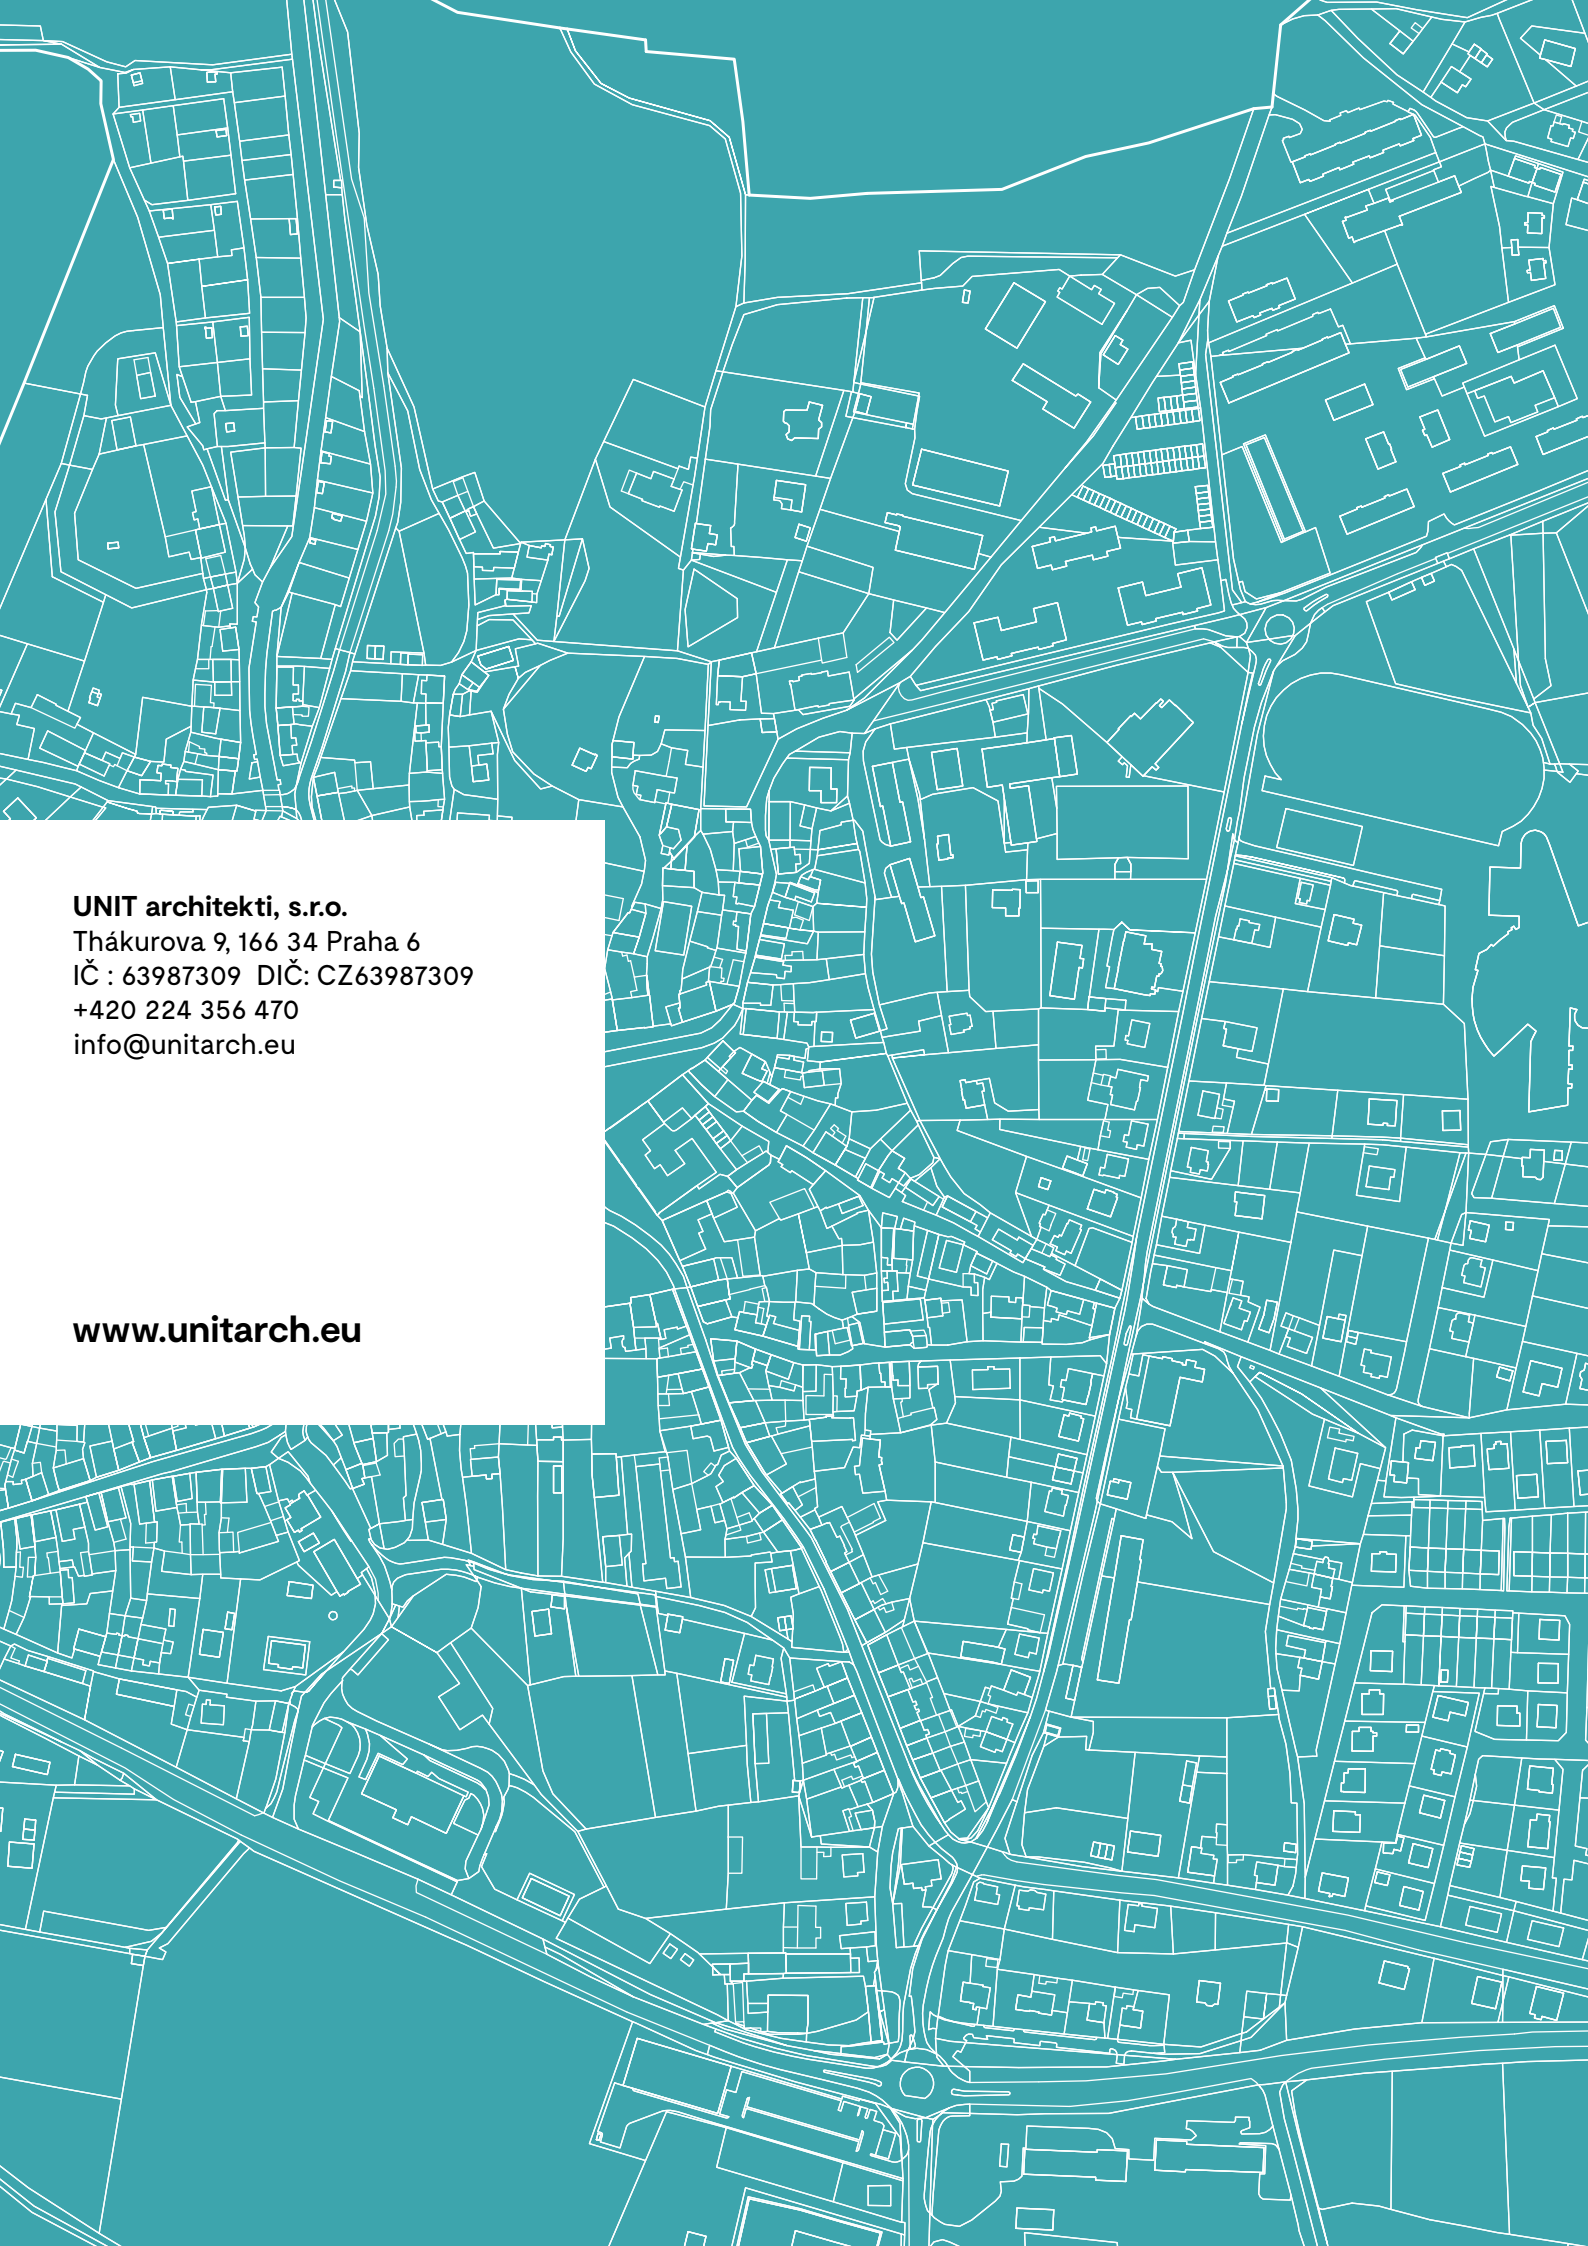 UNIT architekti, s.r.o.
Thákurova 9, 166 34 Praha 6
IČ : 63987309 DIČ: CZ63987309
+420 224 356 470
info@unitarch.eu
www.unitarch.eu